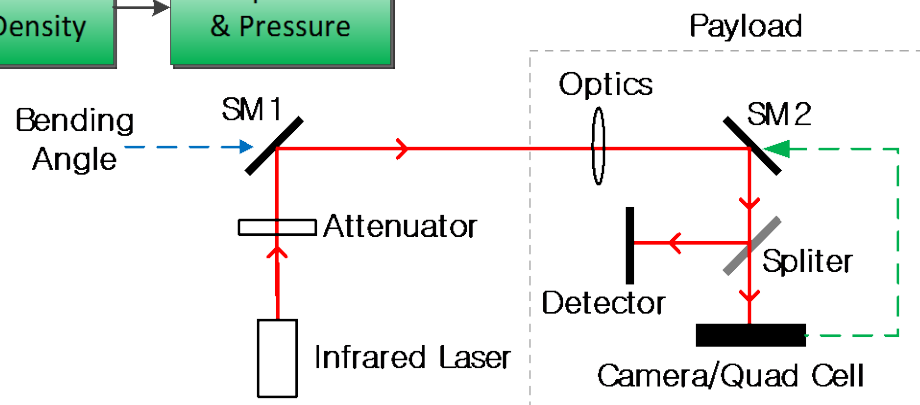 Density
& Pressure
Payload
Optics
SM1
SM2
Bending
Angle
Attenuator
Spliter
Detector
Infrared Laser
Camera/Quad Cell